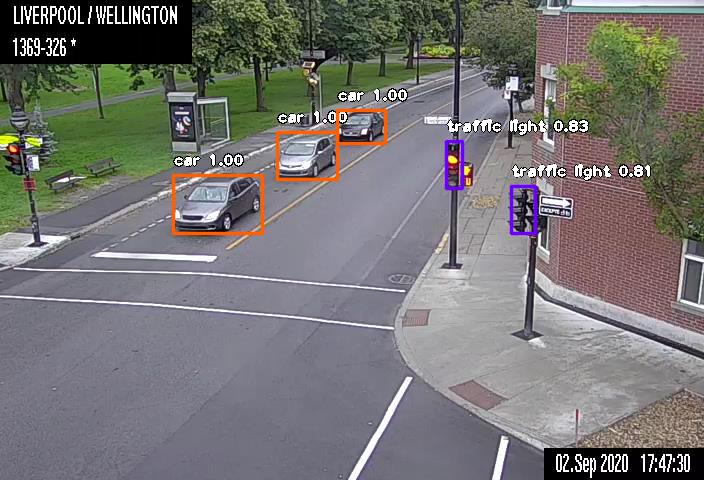 LIVERPOOL / WELLINGTON
1369-326 *
car 1.00
car 1.00
car 1.00
traffic light 0.83
traffic light 0.81
02.Sep 2020 17:47:30